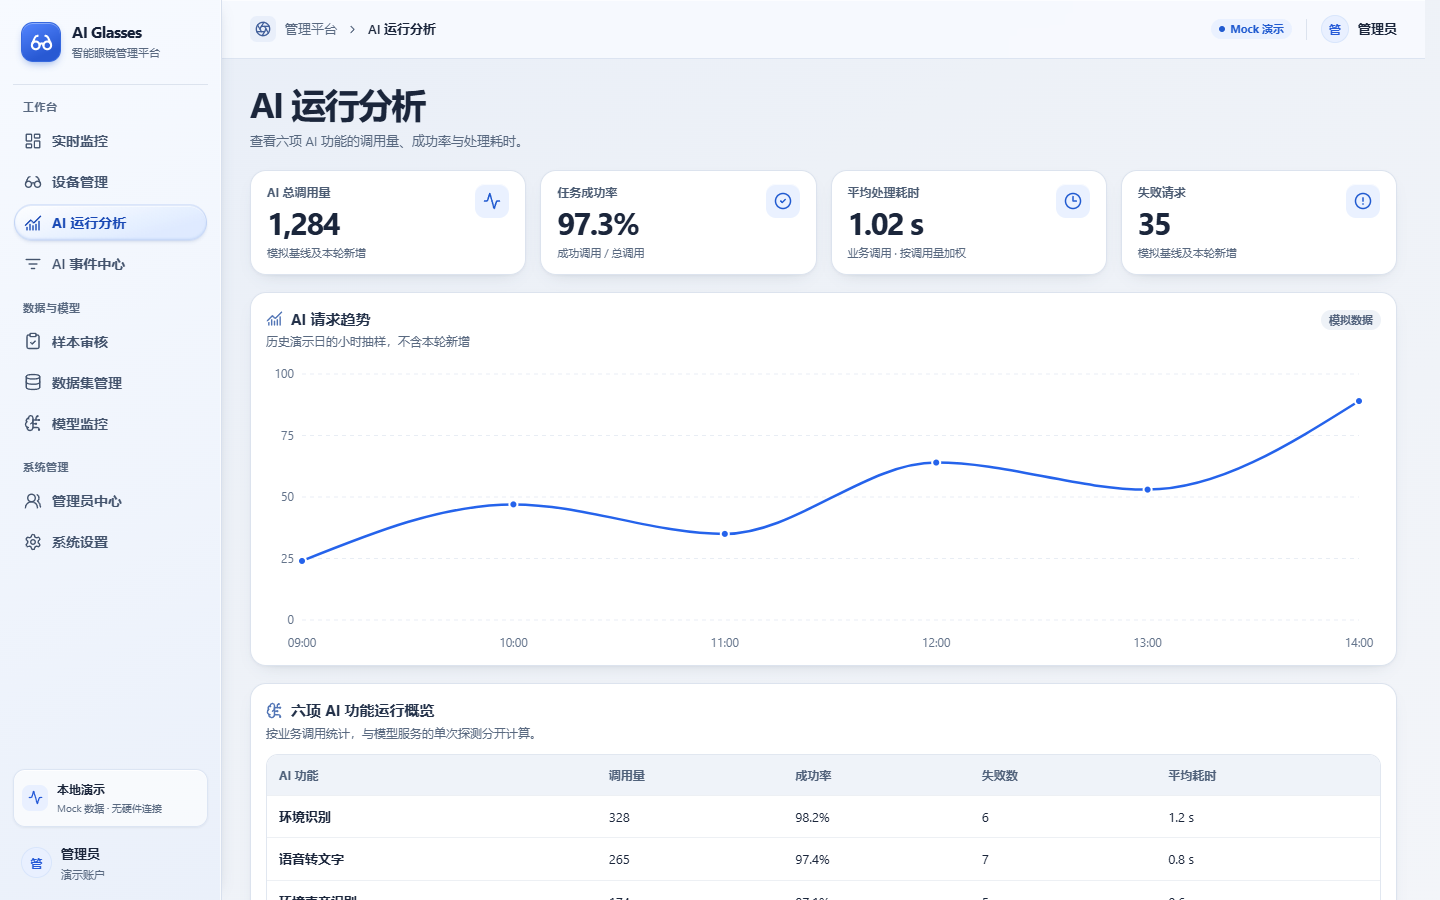 AI Glasses
智能眼镜管理平台
工作台
实时监控
设备管理
AI 运行分析
AI 事件中心
数据与模型
样本审核
数据集管理
模型监控
系统管理
管理员中心
系统设置
本地演示
Mock 数据 · 无硬件连接
管 管理员
演示账户
管理平台 › AI 运行分析
Mock 演示
管 管理员
AI 运行分析
查看六项 AI 功能的调用量、成功率与处理耗时。
AI 总调用量
1,284
模拟基线及本轮新增
任务成功率
97.3%
成功调用 / 总调用
平均处理耗时
1.02 s
业务调用 · 按调用量加权
失败请求
35
模拟基线及本轮新增
AI 请求趋势
模拟数据
历史演示日的小时抽样，不含本轮新增
100
75
50
25
0
09:00 10:00 11:00 12:00 13:00 14:00
六项 AI 功能运行概览
按业务调用统计，与模型服务的单次探测分开计算。
AI 功能 调用量 成功率 失败数 平均耗时
环境识别 328 98.2% 6 1.2 s
语音转文字 265 97.4% 7 0.8 s